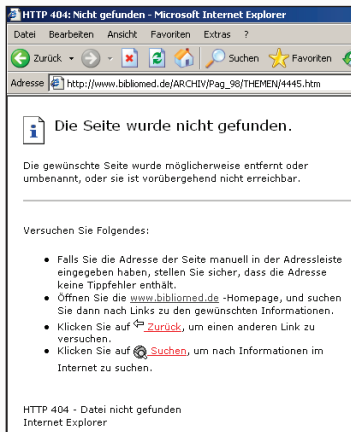 HTTP 404: Nicht gefunden - Microsoft Internet Explorer
Datei Bearbeiten Ansicht Favoriten Extras ?
Zurück Suchen Favoriten
Adresse http://www.bibliomed.de/ARCHIV/Pag_98/THEMEN/4445.htm
Die Seite wurde nicht gefunden.
Die gewünschte Seite wurde möglicherweise entfernt oder
umbenannt, oder sie ist vorübergehend nicht erreichbar.
Versuchen Sie Folgendes:
• Falls Sie die Adresse der Seite manuell in der Adressleiste
eingegeben haben, stellen Sie sicher, dass die Adresse
keine Tippfehler enthält.
• Öffnen Sie die www.bibliomed.de -Homepage, und suchen
Sie dann nach Links zu den gewünschten Informationen.
• Klicken Sie auf Zurück, um einen anderen Link zu
versuchen.
• Klicken Sie auf Suchen, um nach Informationen im
Internet zu suchen.
HTTP 404 - Datei nicht gefunden
Internet Explorer